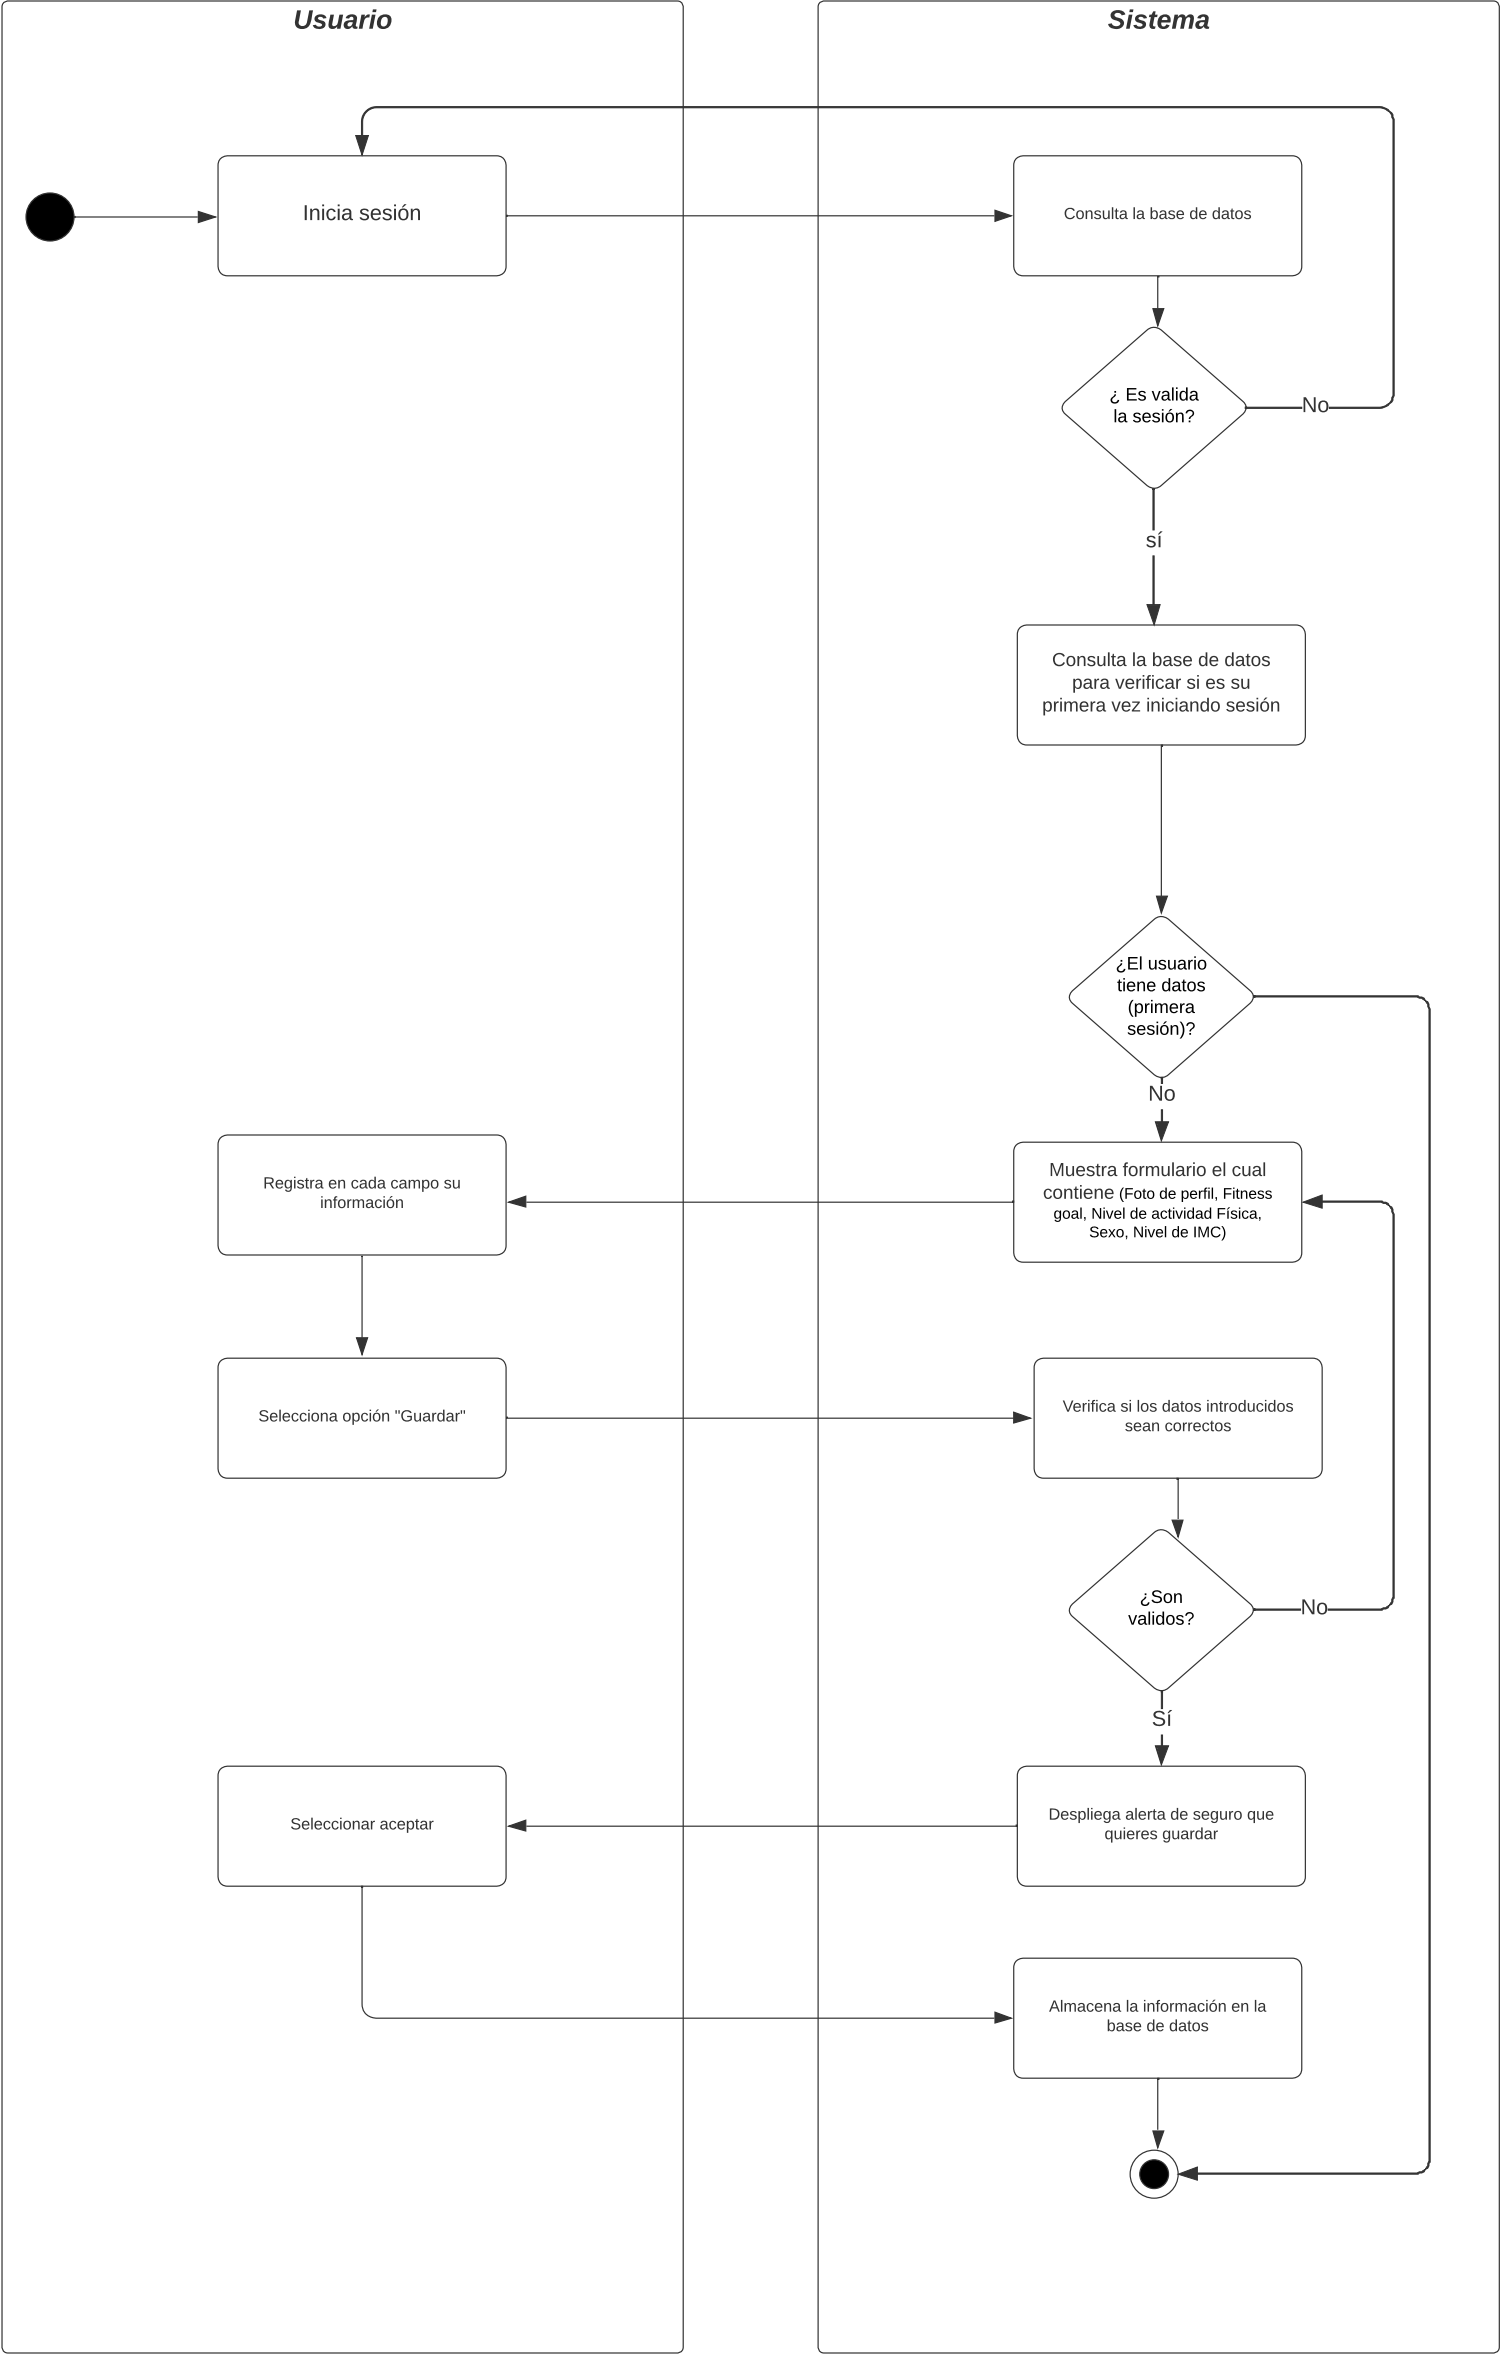 Usuario
Sistema
Inicia sesión
Consulta la base de datos
¿ Es valida
la sesión?
No
sí
Consulta la base de datos
para verificar si es su
primera vez iniciando sesión
¿El usuario
tiene datos
(primera
sesión)?
No
Registra en cada campo su
información
Muestra formulario el cual
contiene (Foto de perfil, Fitness
goal, Nivel de actividad Física,
Sexo, Nivel de IMC)
Selecciona opción "Guardar"
Verifica si los datos introducidos
sean correctos
¿Son
validos?
No
Sí
Seleccionar aceptar
Despliega alerta de seguro que
quieres guardar
Almacena la información en la
base de datos